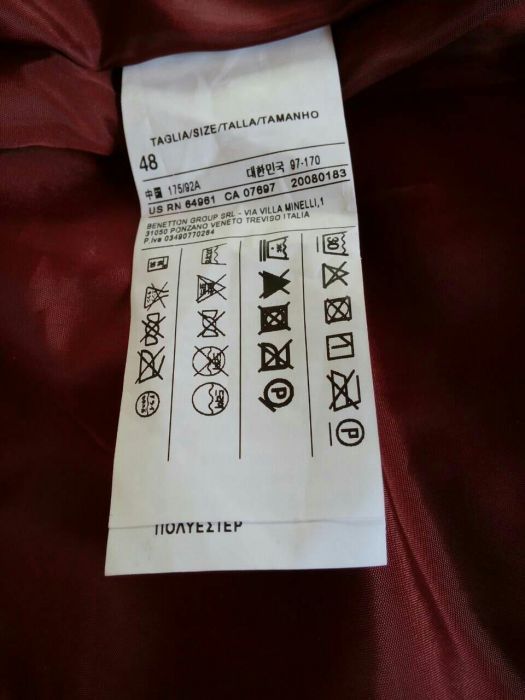 TAGLIA/SIZE/TALLA/TAMANHO
48
中国 175/92A 대한민국 97-170
US RN 64961 CA 07697 20080183
BENETTON GROUP SRL - VIA VILLA MINELLI,1
31050 PONZANO VENETO TREVISO ITALIA
P.iva 03490770264
30
P
P
ΠΟΛΥΕΣΤΕΡ